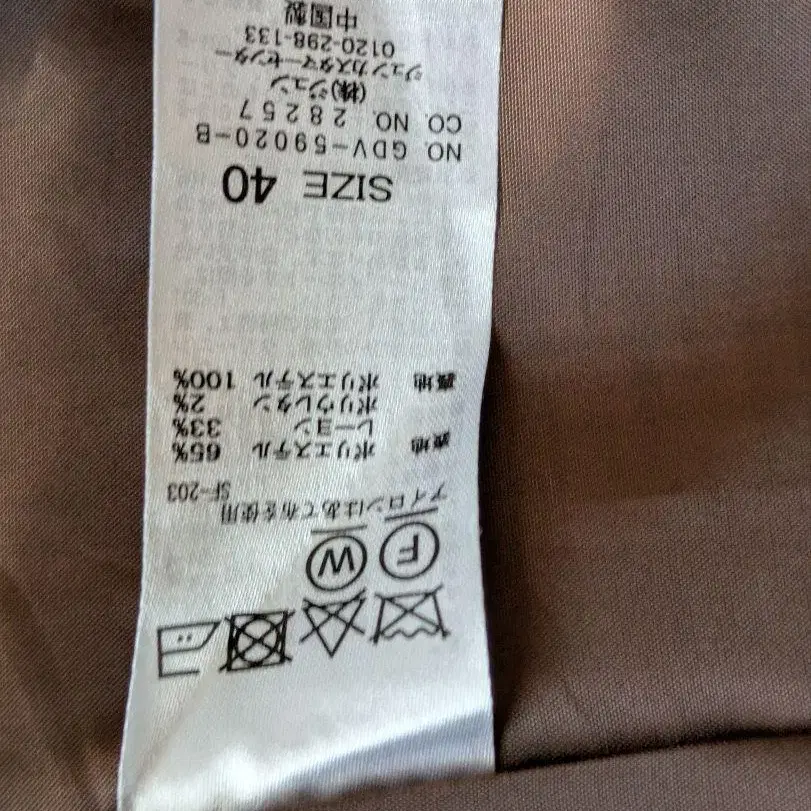 F W
アイロンはあて布を使用
SF-203
表地 ポリエステル 65%
レーヨン 33%
ポリウレタン 2%
裏地 ポリエステル 100%
SIZE 40
NO. GDV-59020-B
CO NO. 28257
(株)ジュン
ジュンカスタマーセンター
0120-298-133
中国製